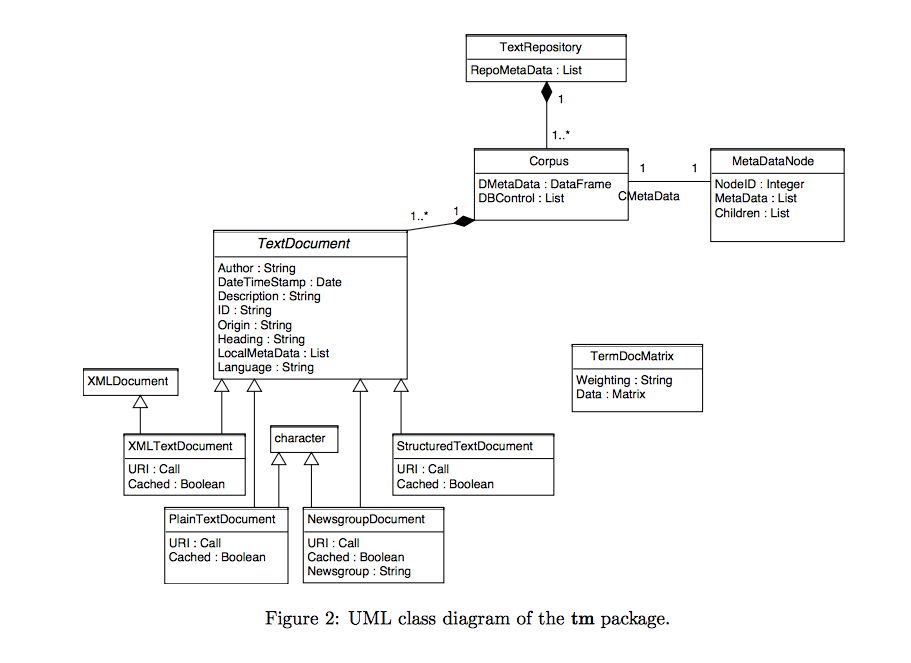 TextRepository
RepoMetaData : List
1
1..*
Corpus
DMetaData : DataFrame
DBControl : List
1
1
CMetaData
MetaDataNode
NodeID : Integer
MetaData : List
Children : List
1..*
1
TextDocument
Author : String
DateTimeStamp : Date
Description : String
ID : String
Origin : String
Heading : String
LocalMetaData : List
Language : String
TermDocMatrix
Weighting : String
Data : Matrix
XMLDocument
XMLTextDocument
URI : Call
Cached : Boolean
character
StructuredTextDocument
URI : Call
Cached : Boolean
PlainTextDocument
URI : Call
Cached : Boolean
NewsgroupDocument
URI : Call
Cached : Boolean
Newsgroup : String
Figure 2: UML class diagram of the tm package.